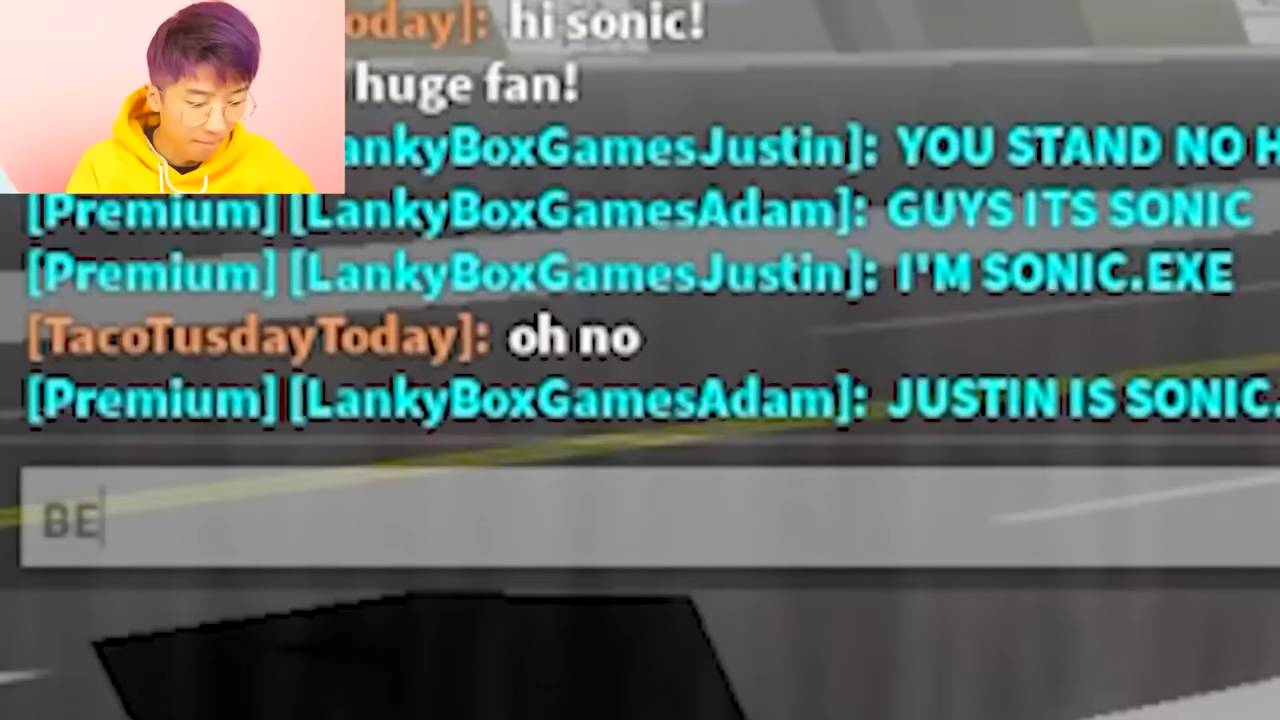 oday]: hi sonic!
huge fan!
ankyBoxGamesJustin]: YOU STAND NO
[Premium] [LankyBoxGamesAdam]: GUYS ITS SONIC
[Premium] [LankyBoxGamesJustin]: I'M SONIC.EXE
[TacoTusdayToday]: oh no
[Premium] [LankyBoxGamesAdam]: JUSTIN IS SONIC.
BE